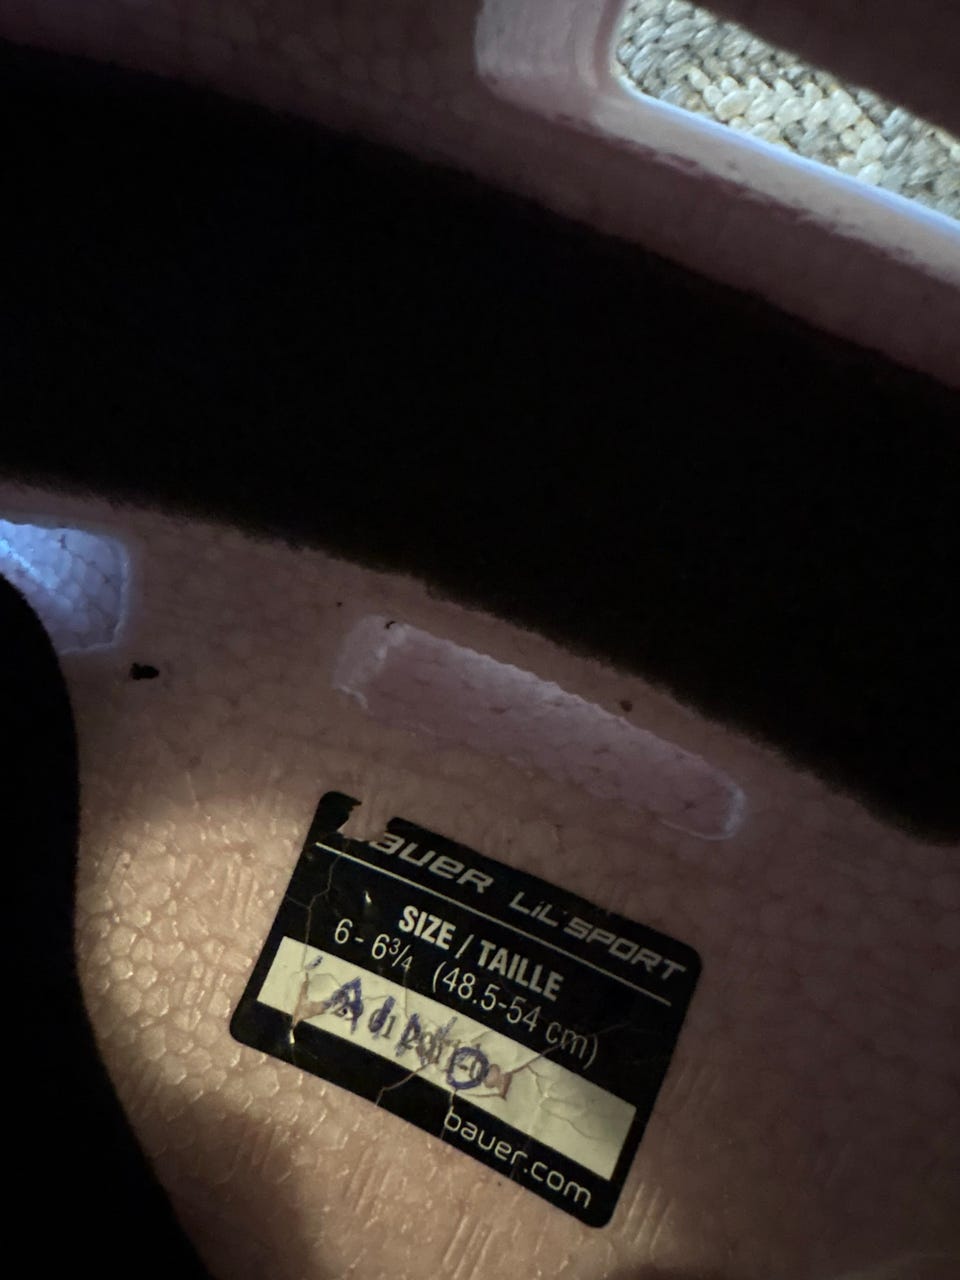 BAUER LIL'SPORT
SIZE / TAILLE
6 - 6¾ (48.5-54 cm)
bauer.com